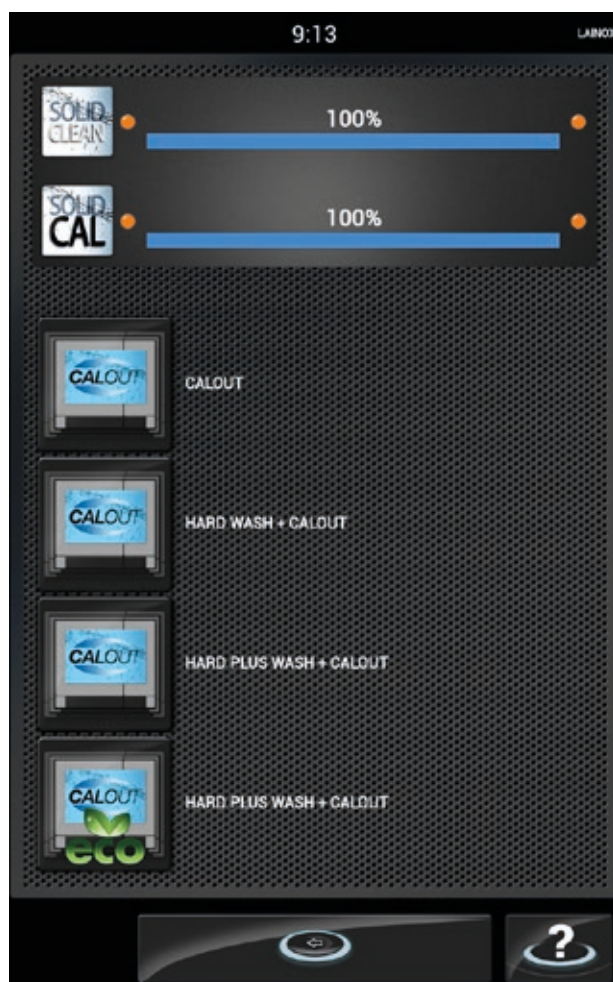 9:13
LAINOX
SOLID
CLEAN
100%
SOLID
CAL
100%
CALOUT
CALOUT
CALOUT
HARD WASH + CALOUT
CALOUT
HARD PLUS WASH + CALOUT
CALOUT
eco
HARD PLUS WASH + CALOUT
?